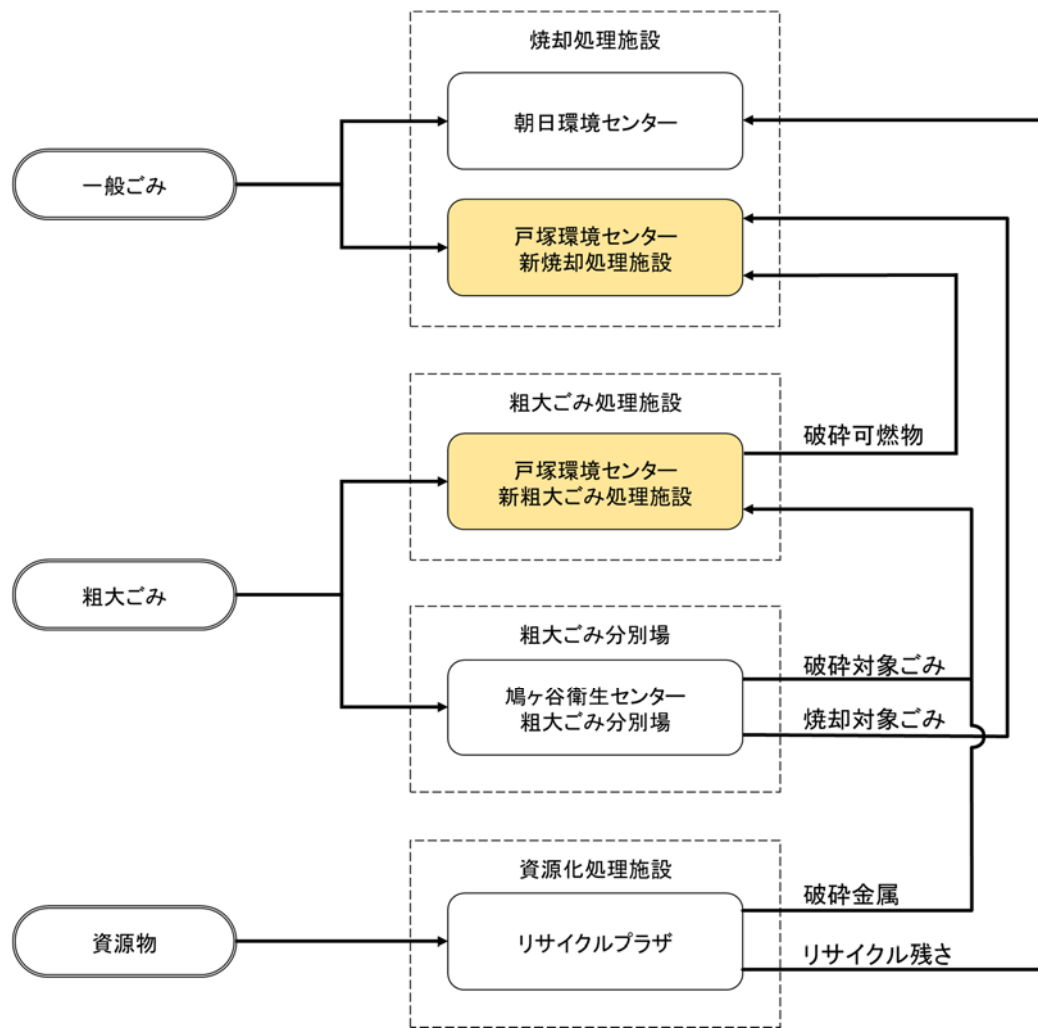 焼却処理施設
朝日環境センター
一般ごみ
戸塚環境センター
新焼却処理施設
粗大ごみ処理施設
破砕可燃物
戸塚環境センター
新粗大ごみ処理施設
粗大ごみ
粗大ごみ分別場
破砕対象ごみ
鳩ヶ谷衛生センター
粗大ごみ分別場
焼却対象ごみ
資源化処理施設
破砕金属
資源物
リサイクルプラザ
リサイクル残さ